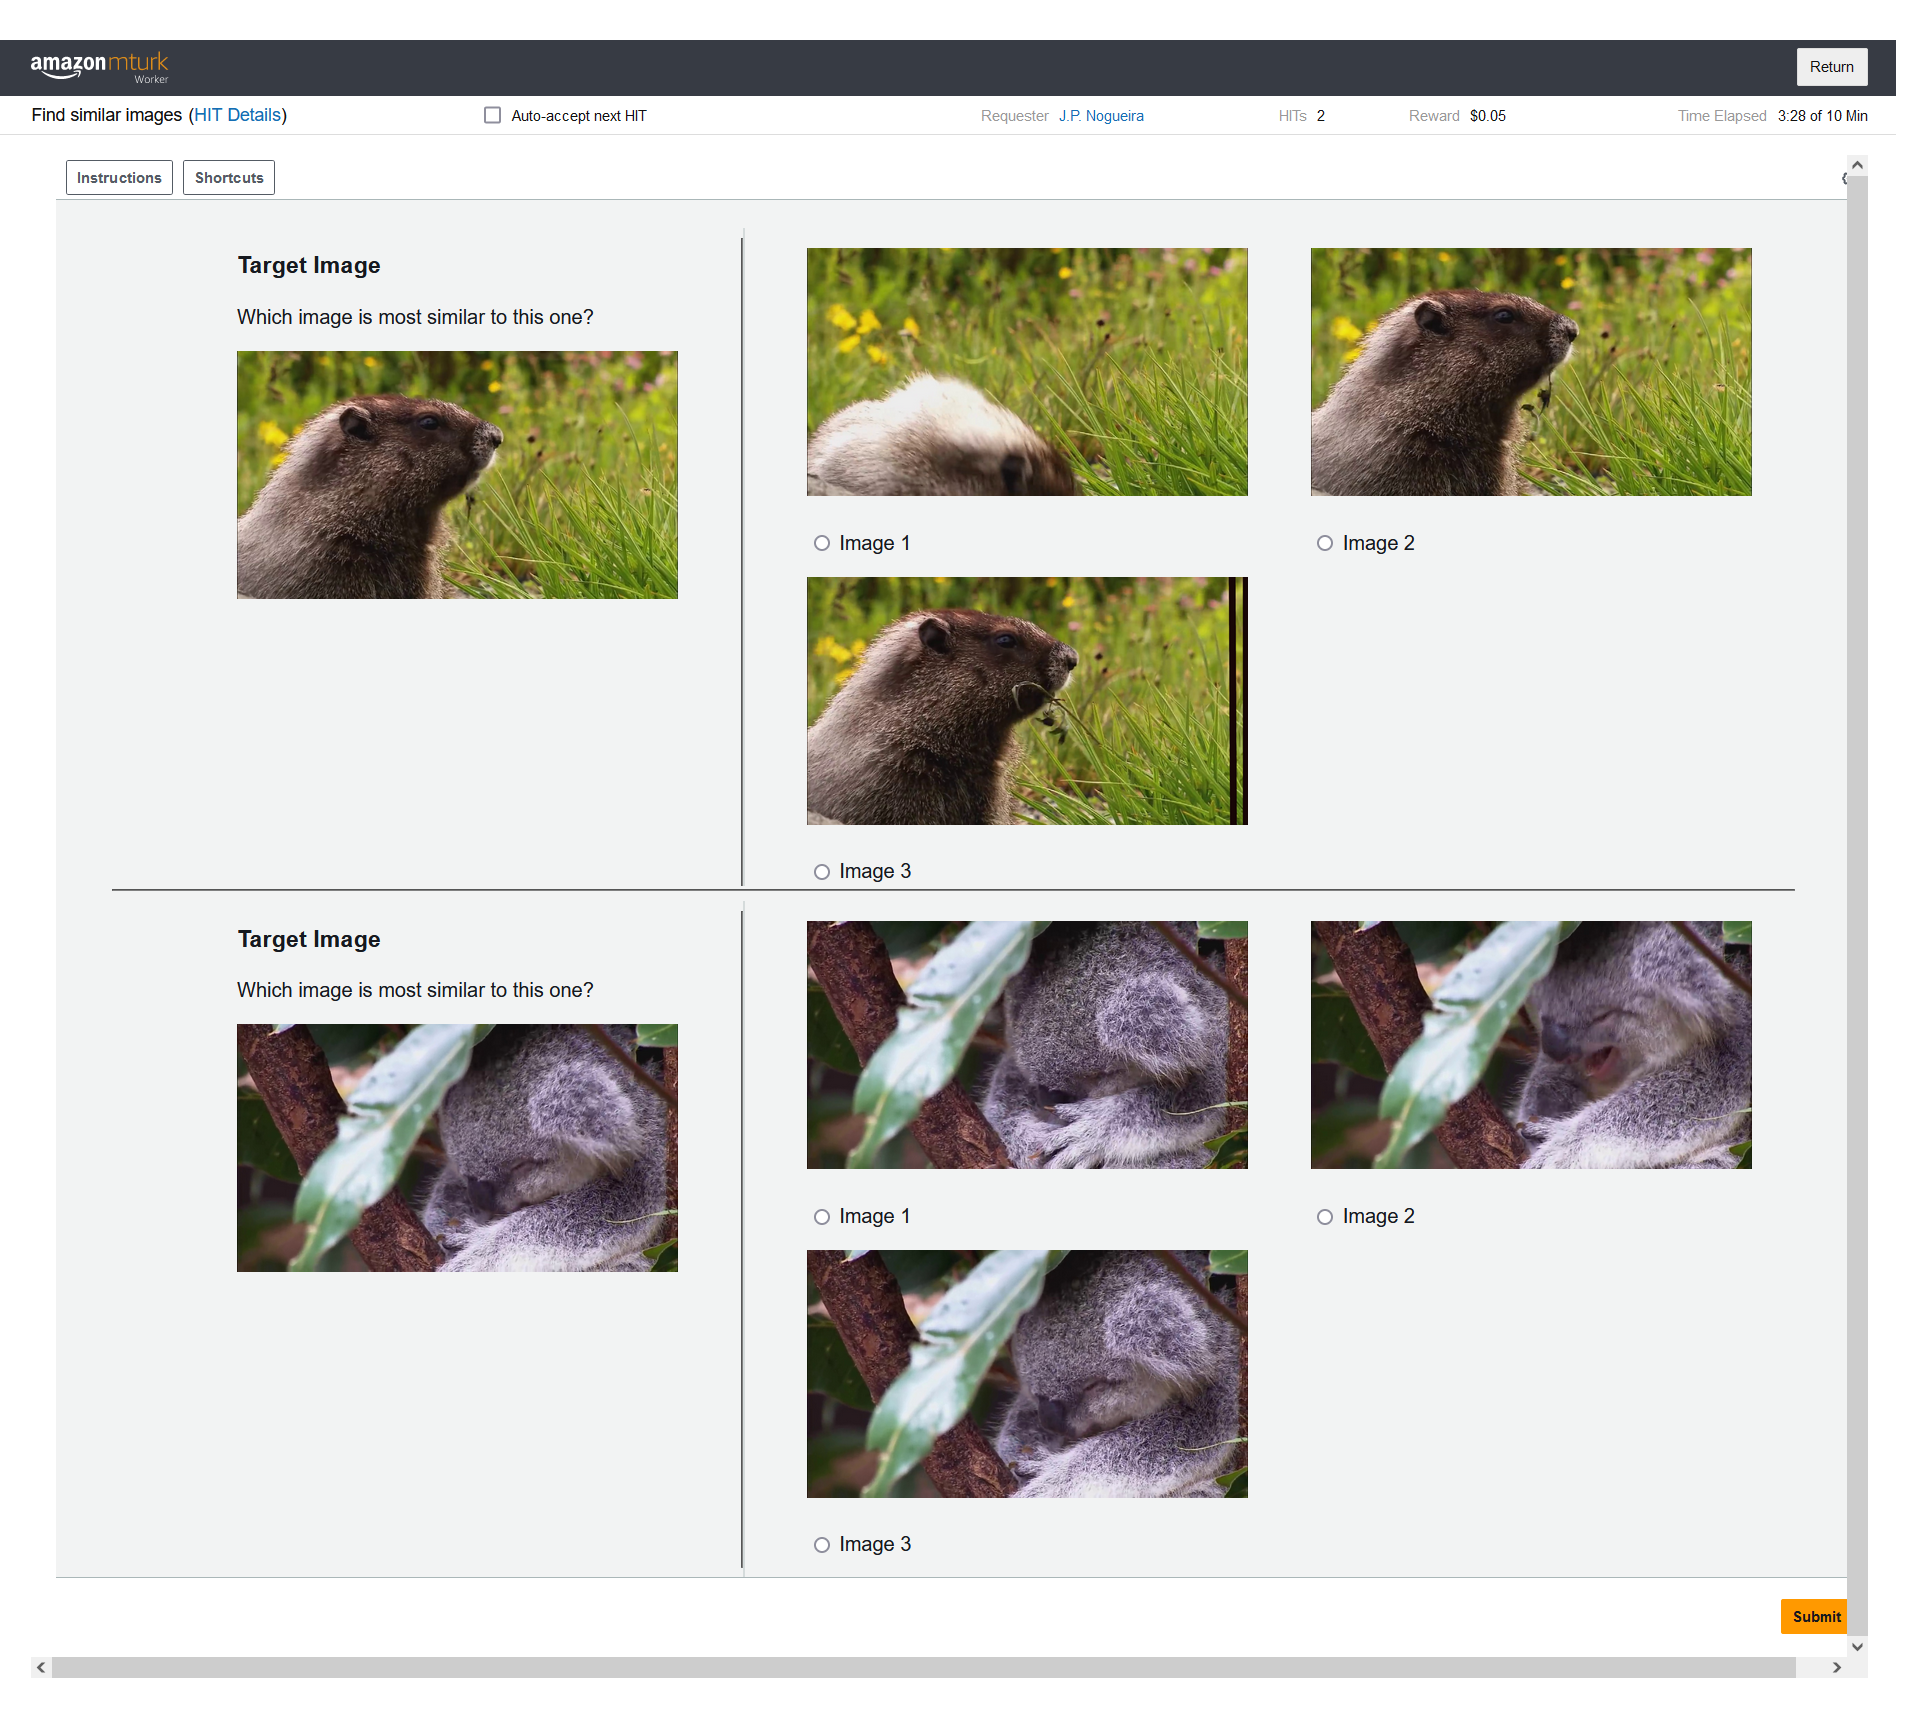 amazon mturk
Worker
Return
Find similar images (HIT Details)
Auto-accept next HIT
Requester J.P. Nogueira
HITs 2
Reward $0.05
Time Elapsed 3:28 of 10 Min
Instructions
Shortcuts
Target Image
Which image is most similar to this one?
Image 1
Image 2
Image 3
Target Image
Which image is most similar to this one?
Image 1
Image 2
Image 3
Submit